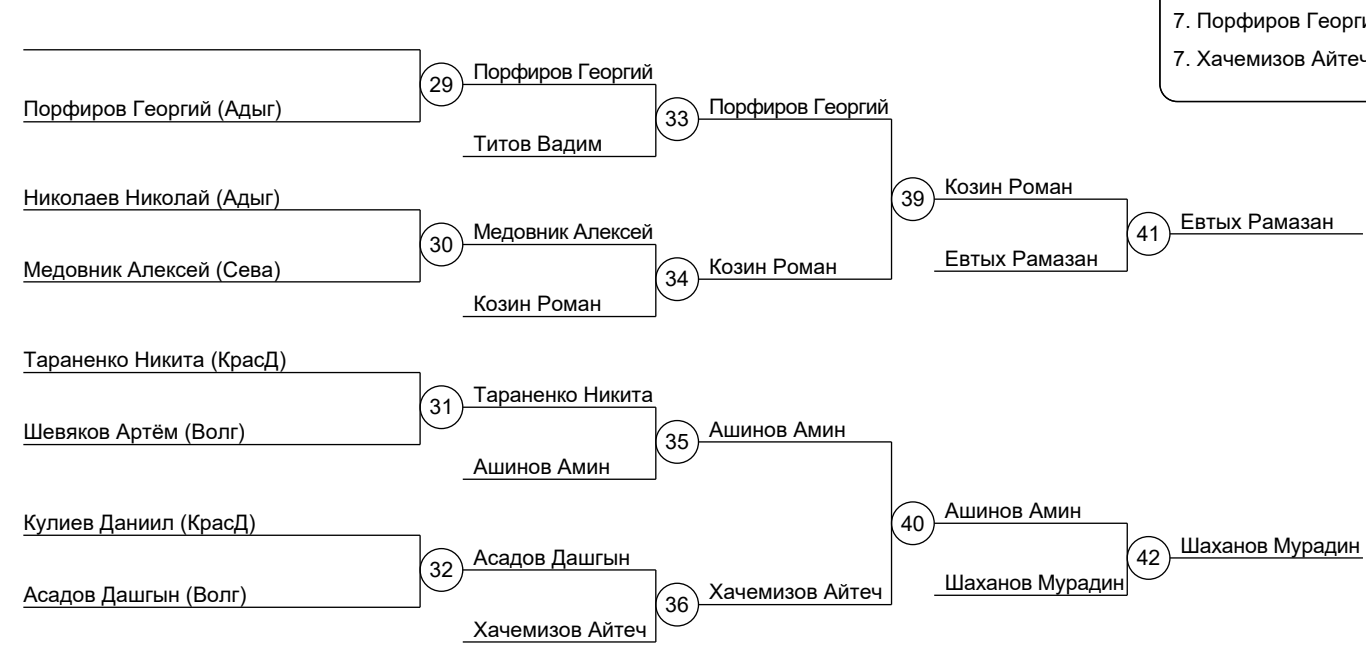 7. Порфиров Георги
7. Хачемизов Айтеч
29
Порфиров Георгий
Порфиров Георгий (Адыг)
33
Порфиров Георгий
Титов Вадим
Николаев Николай (Адыг)
39
Козин Роман
30
Медовник Алексей
41
Евтых Рамазан
Медовник Алексей (Сева)
34
Козин Роман
Евтых Рамазан
Козин Роман
Тараненко Никита (КрасД)
31
Тараненко Никита
Шевяков Артём (Волг)
35
Ашинов Амин
Ашинов Амин
Кулиев Даниил (КрасД)
40
Ашинов Амин
32
Асадов Дашгын
42
Шаханов Мурадин
Асадов Дашгын (Волг)
36
Хачемизов Айтеч
Шаханов Мурадин
Хачемизов Айтеч